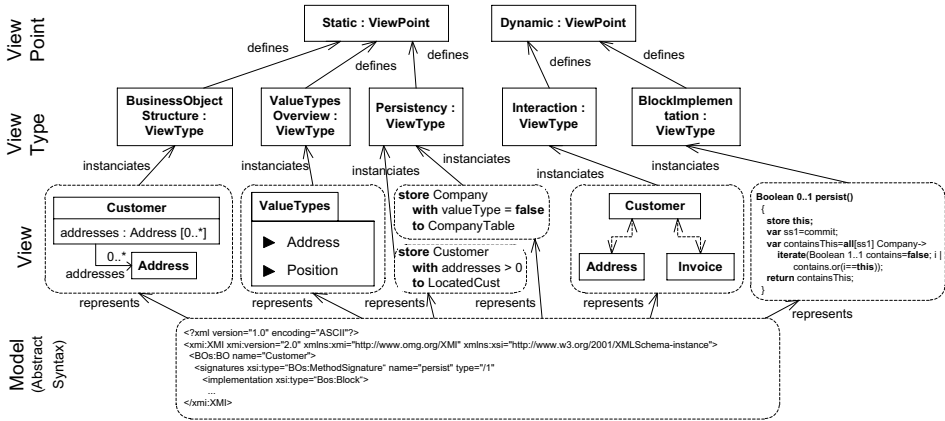 View
Point
Static : ViewPoint
Dynamic : ViewPoint
defines
defines
defines
defines
defines
View
Type
BusinessObject
Structure :
ViewType
ValueTypes
Overview :
ViewType
Persistency :
ViewType
Interaction :
ViewType
BlockImplemen
tation :
ViewType
instanciates
instanciates
instanciates
instanciates
instanciates
instanciates
View
Customer
addresses : Address [0..*]
0..*
addresses
Address
ValueTypes
► Address
► Position
store Company
with valueType = false
to CompanyTable
store Customer
with addresses > 0
to LocatedCust
Customer
Address
Invoice
Boolean 0..1 persist()
{
store this;
var ss1=commit;
var containsThis=all[ss1] Company->
iterate(Boolean 1..1 contains=false; i |
contains.or(i==this));
return containsThis;
}
represents
represents
represents
represents
represents
represents
Model
(Abstract
Syntax)
<?xml version="1.0" encoding="ASCII"?>
<xmi:XMI xmi:version="2.0" xmlns:xmi="http://www.omg.org/XMI" xmlns:xsi="http://www.w3.org/2001/XMLSchema-instance">
<BOs:BO name="Customer">
<signatures xsi:type="BOs:MethodSignature“ name="persist" type="/1"
<implementation xsi:type="Bos:Block“>
...
</xmi:XMI>